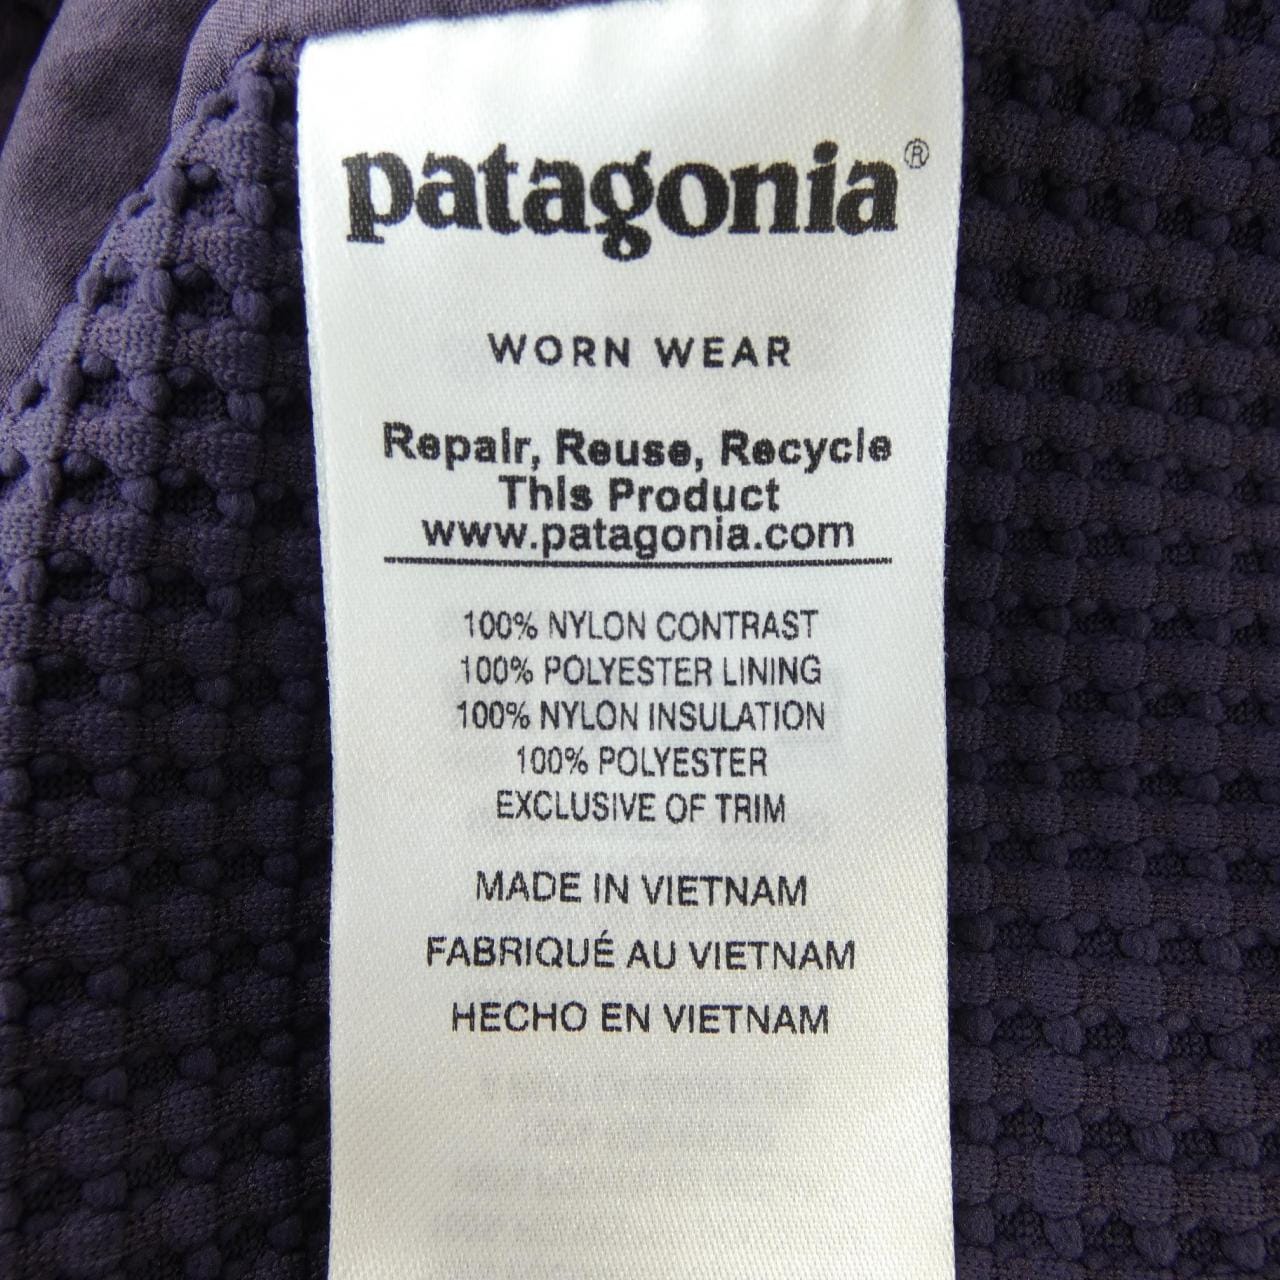 patagonia®
WORN WEAR
Repair, Reuse, Recycle
This Product
www.patagonia.com
100% NYLON CONTRAST
100% POLYESTER LINING
100% NYLON INSULATION
100% POLYESTER
EXCLUSIVE OF TRIM
MADE IN VIETNAM
FABRIQUÉ AU VIETNAM
HECHO EN VIETNAM